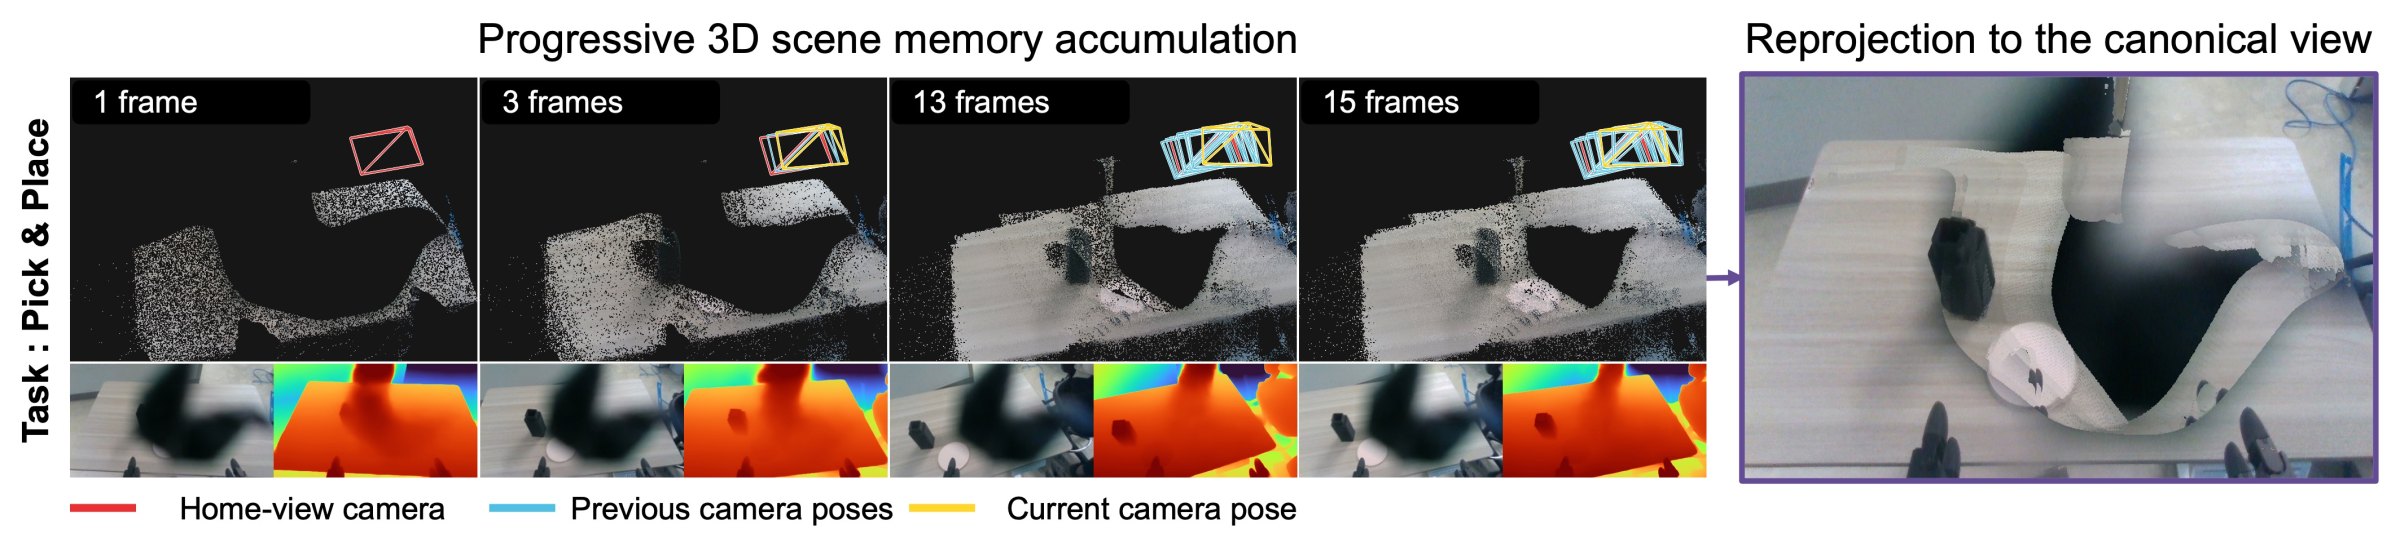 Progressive 3D scene memory accumulation
Reprojection to the canonical view
Task : Pick & Place
1 frame
3 frames
13 frames
15 frames
Home-view camera
Previous camera poses
Current camera pose